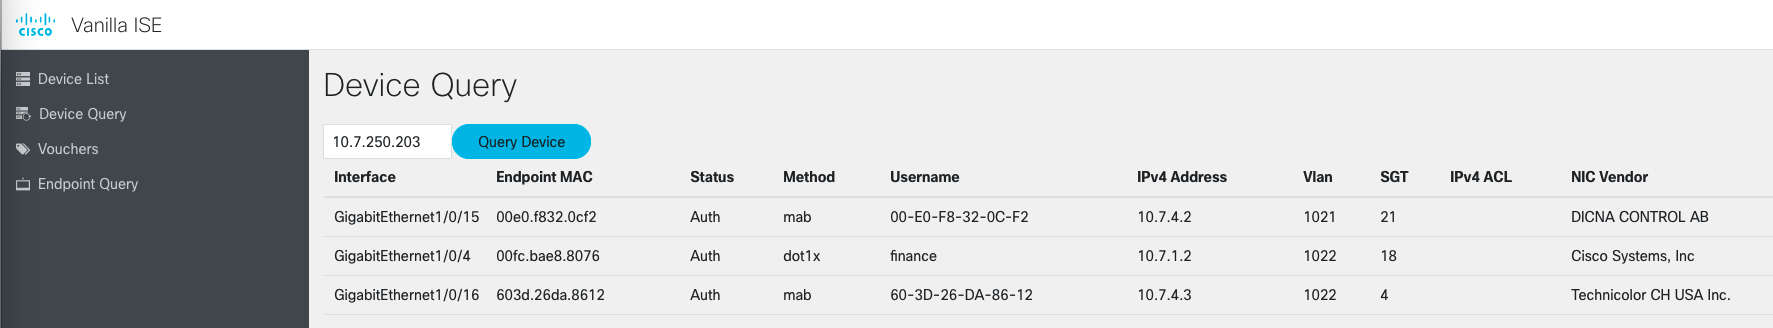 cisco Vanilla ISE
Device List
Device Query
Vouchers
Endpoint Query
Device Query
10.7.250.203 Query Device
Interface Endpoint MAC Status Method Username IPv4 Address Vlan SGT IPv4 ACL NIC Vendor
GigabitEthernet1/0/15 00e0.f832.0cf2 Auth mab 00-E0-F8-32-0C-F2 10.7.4.2 1021 21 DICNA CONTROL AB
GigabitEthernet1/0/4 00fc.bae8.8076 Auth dot1x finance 10.7.1.2 1022 18 Cisco Systems, Inc
GigabitEthernet1/0/16 603d.26da.8612 Auth mab 60-3D-26-DA-86-12 10.7.4.3 1022 4 Technicolor CH USA Inc.